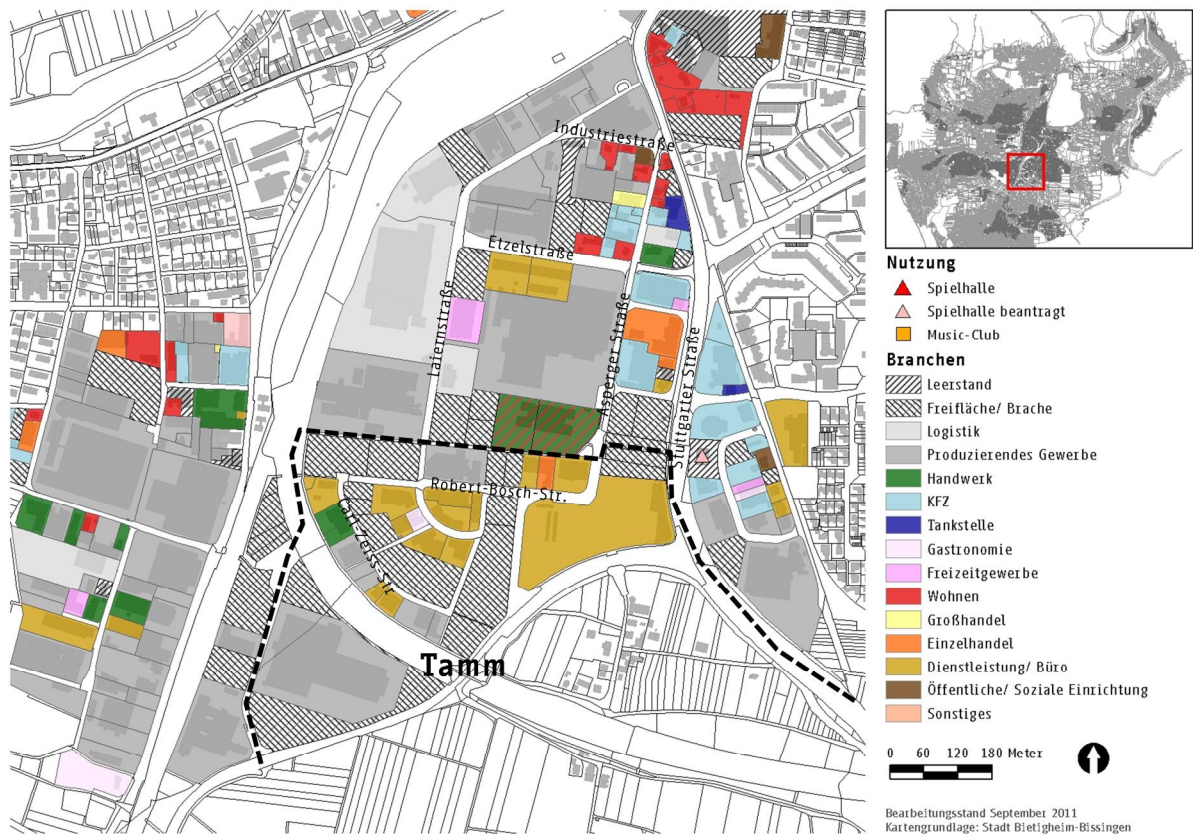 Industriestraße
Etzelstraße
Laiernstraße
Asperger Straße
Stuttgarter Straße
Robert-Bosch-Str.
Carl-Zeiss-Str
Tamm
Nutzung
Spielhalle
Spielhalle beantragt
Music-Club
Branchen
Leerstand
Freifläche/ Brache
Logistik
Produzierendes Gewerbe
Handwerk
KFZ
Tankstelle
Gastronomie
Freizeitgewerbe
Wohnen
Großhandel
Einzelhandel
Dienstleistung/ Büro
Öffentliche/ Soziale Einrichtung
Sonstiges
0 60 120 180 Meter
Bearbeitungsstand September 2011
Kartengrundlage: Stadt Bietigheim-Bissingen